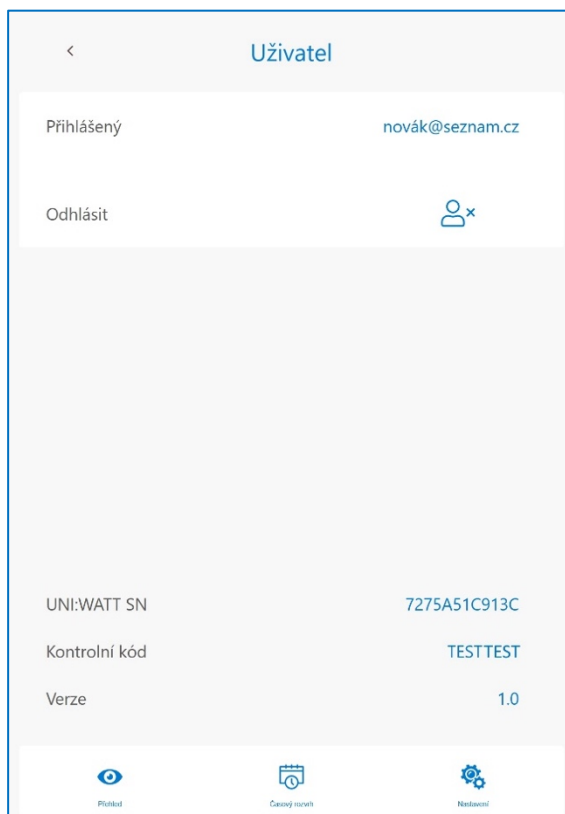 Uživatel
Přihlášený novák@seznam.cz
Odhlásit
UNI:WATT SN 7275A51C913C
Kontrolní kód TESTTEST
Verze 1.0
Přehled Časový rozvrh Nastavení